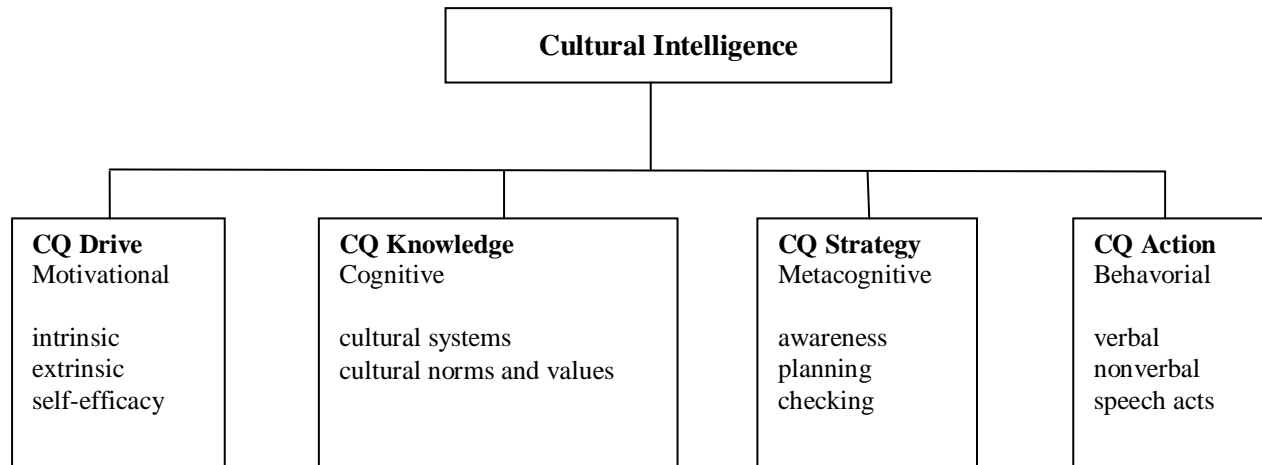 Cultural Intelligence
CQ Drive
Motivational
intrinsic
extrinsic
self-efficacy
CQ Knowledge
Cognitive
cultural systems
cultural norms and values
CQ Strategy
Metacognitive
awareness
planning
checking
CQ Action
Behavorial
verbal
nonverbal
speech acts